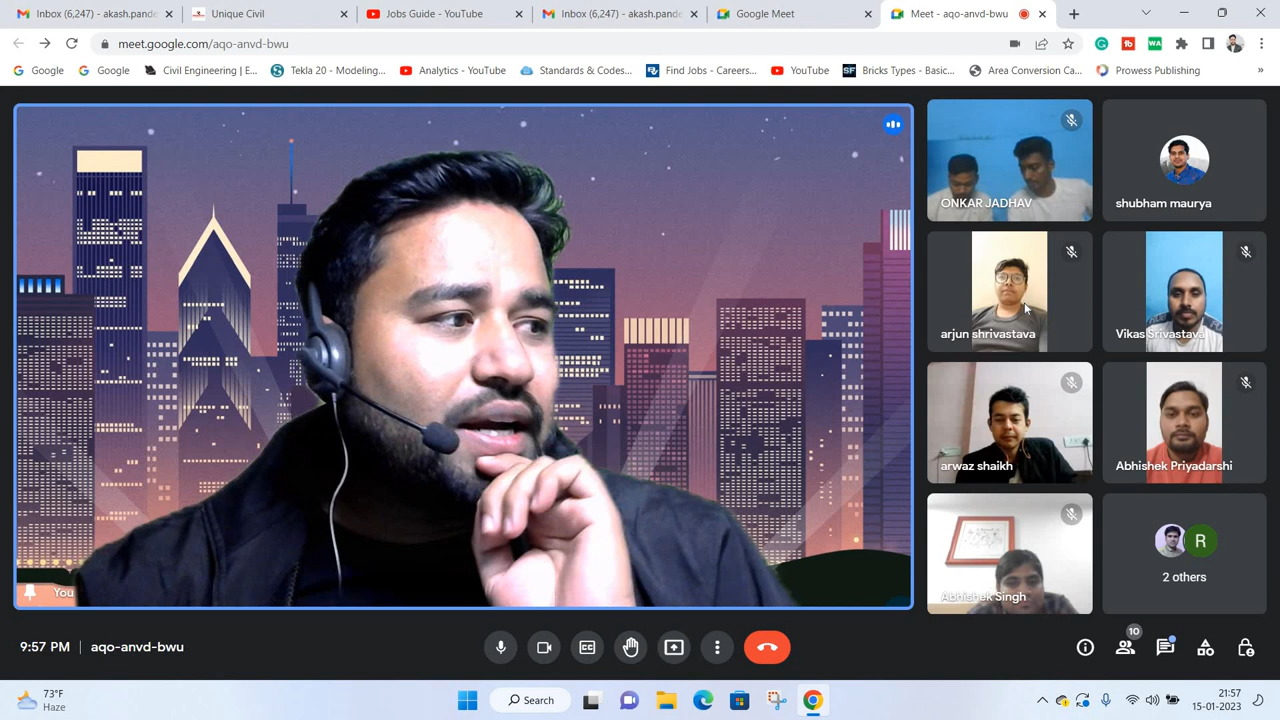 Inbox (6,247) - akash.pand
Unique Civil
Jobs Guide - YouTube
Inbox (6,247) - akash.pand
Google Meet
Meet - aqo-anvd-bwu
meet.google.com/aqo-anvd-bwu
Google
Google
Civil Engineering | E...
Tekla 20 - Modeling...
Analytics - YouTube
Standards & Codes...
Find Jobs - Careers...
YouTube
Bricks Types - Basic...
Area Conversion Ca...
Prowess Publishing
ONKAR JADHAV
shubham maurya
arjun shrivastava
Vikas Srivastava
arwaz shaikh
Abhishek Priyadarshi
Abhishek Singh
R
2 others
You
9:57 PM
aqo-anvd-bwu
10
73°F
Haze
Search
21:57
15-01-2023